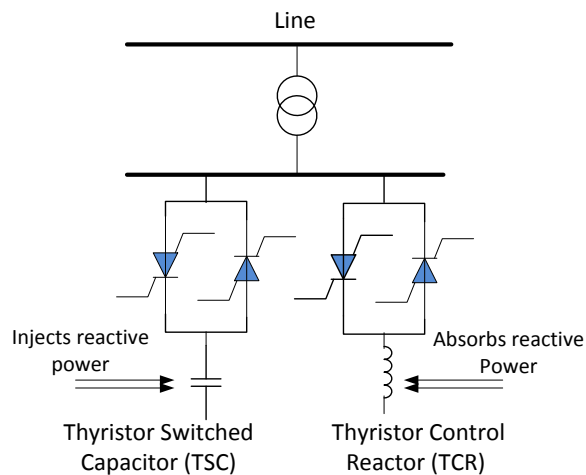 Line
Injects reactive
power
Absorbs reactive
Power
Thyristor Switched
Capacitor (TSC)
Thyristor Control
Reactor (TCR)